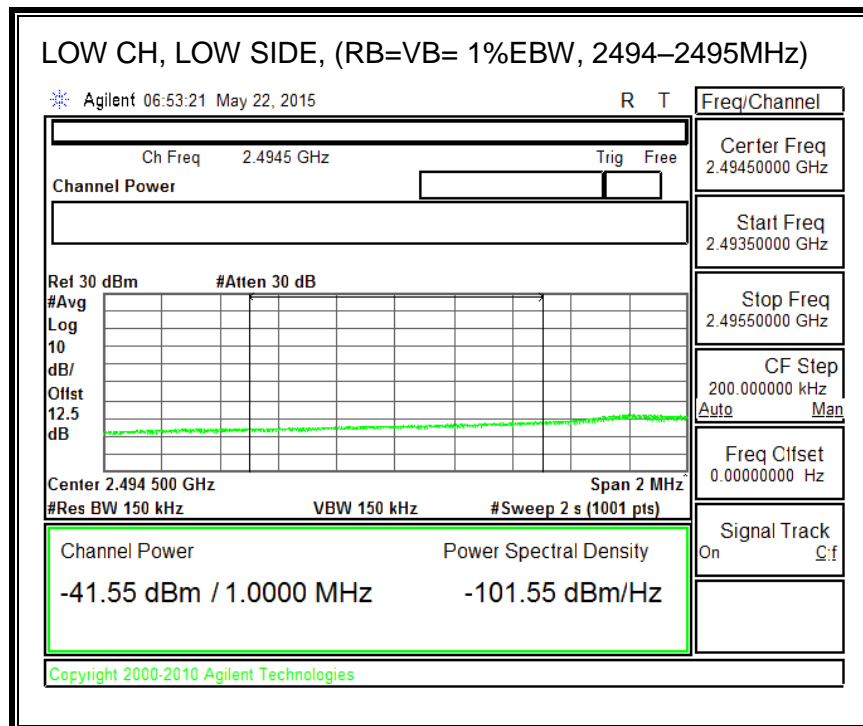 LOW CH, LOW SIDE, (RB=VB= 1%EBW, 2494–2495MHz)
Agilent 06:53:21 May 22, 2015 R T
Freq/Channel
Ch Freq 2.4945 GHz Trig Free
Channel Power
Center Freq
2.49450000 GHz
Start Freq
2.49350000 GHz
Stop Freq
2.49550000 GHz
CF Step
200.000000 kHz
Auto Man
Freq Offset
0.00000000 Hz
Signal Track
On Off
Ref 30 dBm #Atten 30 dB
#Avg
Log
10
dB/
Offst
12.5
dB
Center 2.494 500 GHz Span 2 MHz
#Res BW 150 kHz VBW 150 kHz #Sweep 2 s (1001 pts)
Channel Power Power Spectral Density
-41.55 dBm / 1.0000 MHz -101.55 dBm/Hz
Copyright 2000-2010 Agilent Technologies